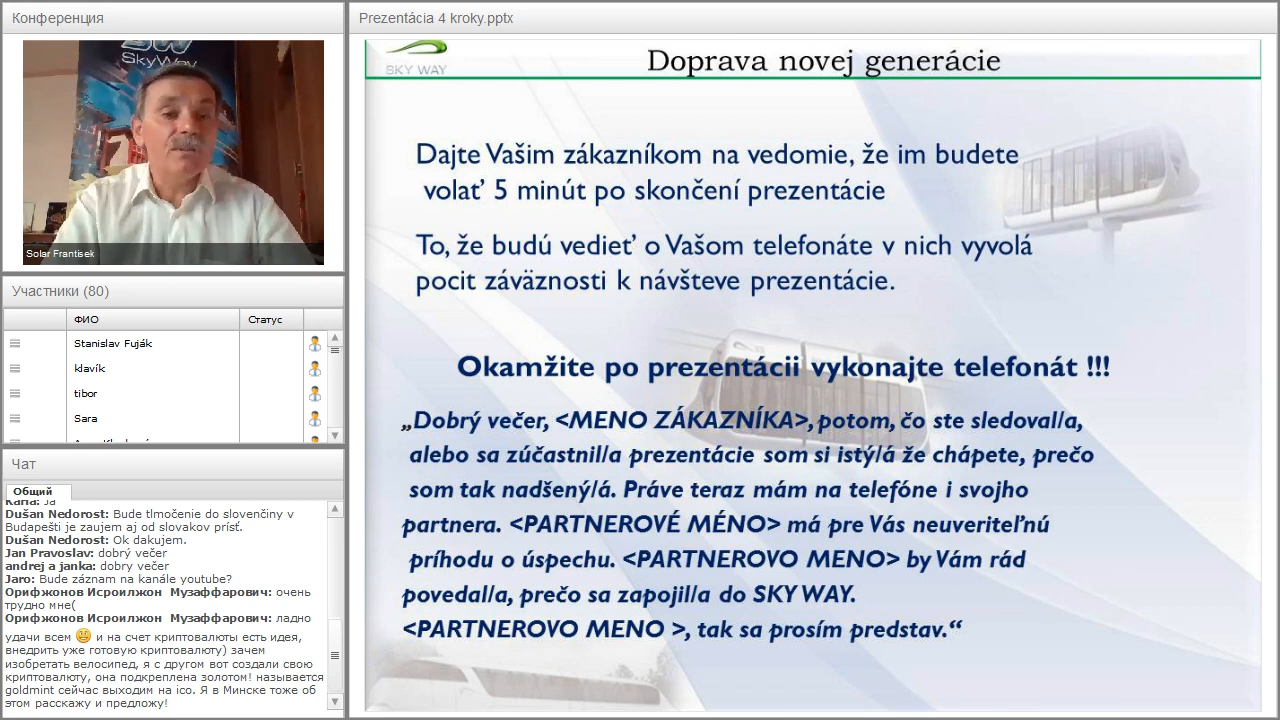 Конференция
SW
SkyWay
Solar Frantisek
Участники (80)
ФИО
Статус
Stanislav Fuják
klavík
tibor
Sara
Чат
Общий
Dušan Nedorost: Bude tlmočenie do slovenčiny v
Budapešti je zaujem aj od slovakov prísť.
Dušan Nedorost: Ok dakujem.
Jan Pravoslav: dobrý večer
andrej a janka: dobry večer
Jaro: Bude záznam na kanále youtube?
Орифжонов Исроилжон Музаффарович: очень
трудно мне(
Орифжонов Исроилжон Музаффарович: ладно
удачи всем и на счет криптовалюты есть идея,
внедрить уже готовую криптовалюту) зачем
изобретать велосипед, я с другом вот создали свою
криптовалюту, она подкреплена золотом! называется
goldmint сейчас выходим на ico. Я в Минске тоже об
этом расскажу и предложу!
Prezentácia 4 kroky.pptx
SKY WAY
Doprava novej generácie
Dajte Vašim zákazníkom na vedomie, že im budete
volať 5 minút po skončení prezentácie
To, že budú vedieť o Vašom telefonáte v nich vyvolá
pocit záväznosti k návšteve prezentácie.
Okamžite po prezentácii vykonajte telefonát !!!
„Dobrý večer, <MENO ZÁKAZNÍKA>, potom, čo ste sledoval/a,
alebo sa zúčastnil/a prezentácie som si istý/á že chápete, prečo
som tak nadšený/á. Práve teraz mám na telefóne i svojho
partnera. <PARTNEROVÉ MÉNO> má pre Vás neuveriteľnú
príhodu o úspechu. <PARTNEROVO MENO> by Vám rád
povedal/a, prečo sa zapojil/a do SKY WAY.
<PARTNEROVO MENO >, tak sa prosím predstav.“